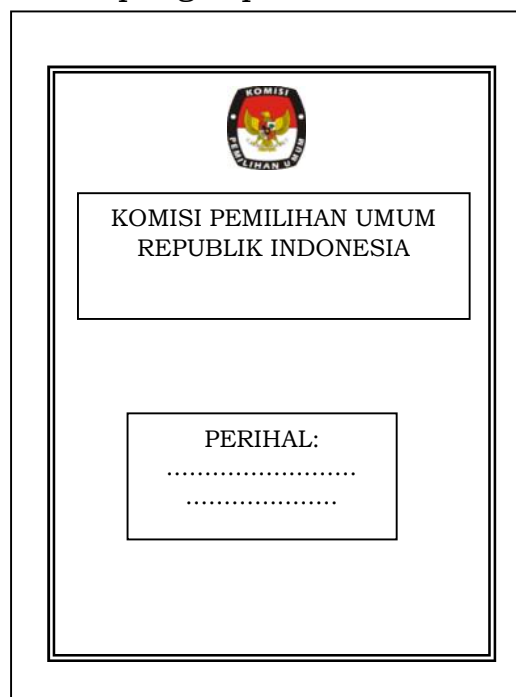 KOMISI
PEMILIHAN UMUM
KOMISI PEMILIHAN UMUM
REPUBLIK INDONESIA
PERIHAL:
.........................
....................